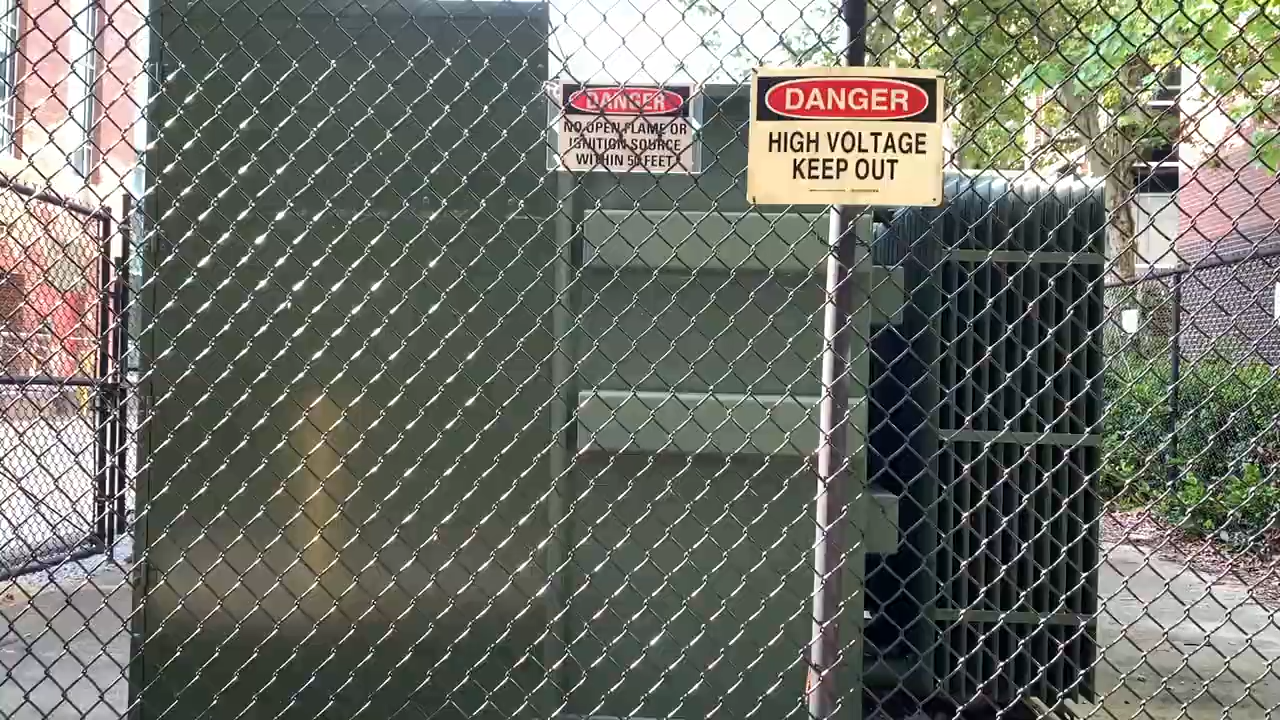 DANGER
NO OPEN FLAME OR
IGNITION SOURCE
WITHIN 50 FEET
DANGER
HIGH VOLTAGE
KEEP OUT